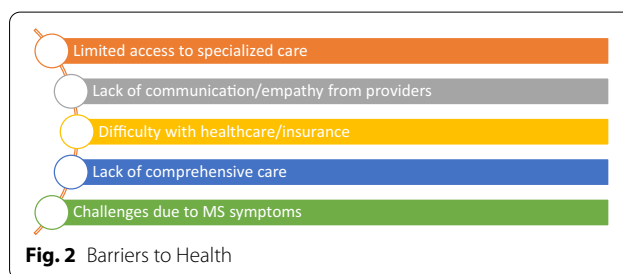 Limited access to specialized care
Lack of communication/empathy from providers
Difficulty with healthcare/insurance
Lack of comprehensive care
Challenges due to MS symptoms
Fig. 2 Barriers to Health